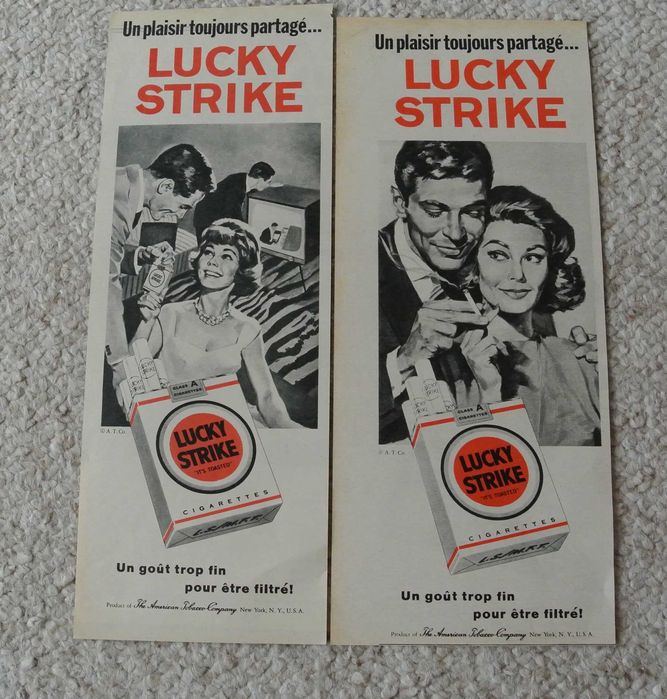 Un plaisir toujours partagé...
LUCKY
STRIKE
© A. T. Co.
CLASS A
CIGARETTES
LUCKY
STRIKE
"IT'S TOASTED"
CIGARETTES
L.S./M.F.T.
Un goût trop fin
pour être filtré!
Product of The American Tobacco Company New York, N. Y., U. S. A.
Un plaisir toujours partagé...
LUCKY
STRIKE
© A. T. Co.
CLASS A
CIGARETTES
LUCKY
STRIKE
"IT'S TOASTED"
CIGARETTES
L.S./M.F.T.
Un goût trop fin
pour être filtré!
Product of The American Tobacco Company New York, N. Y., U. S. A.